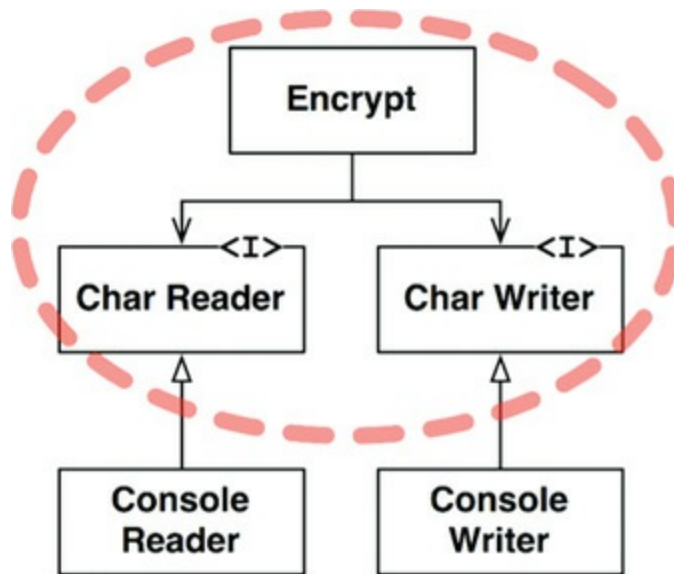 Encrypt
<I>
<I>
Char Reader
Char Writer
Console
Reader
Console
Writer